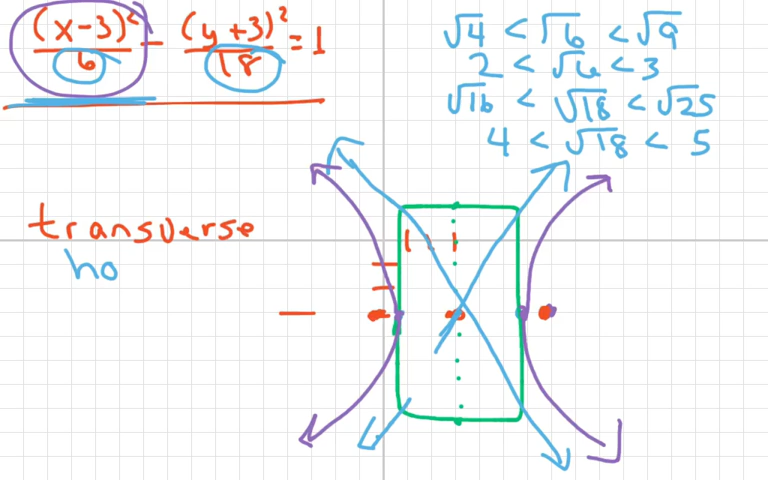 (x-3)²/6 - (y+3)²/18 = 1
√4 < √6 < √9
2 < √6 < 3
√16 < √18 < √25
4 < √18 < 5
transverse
ho